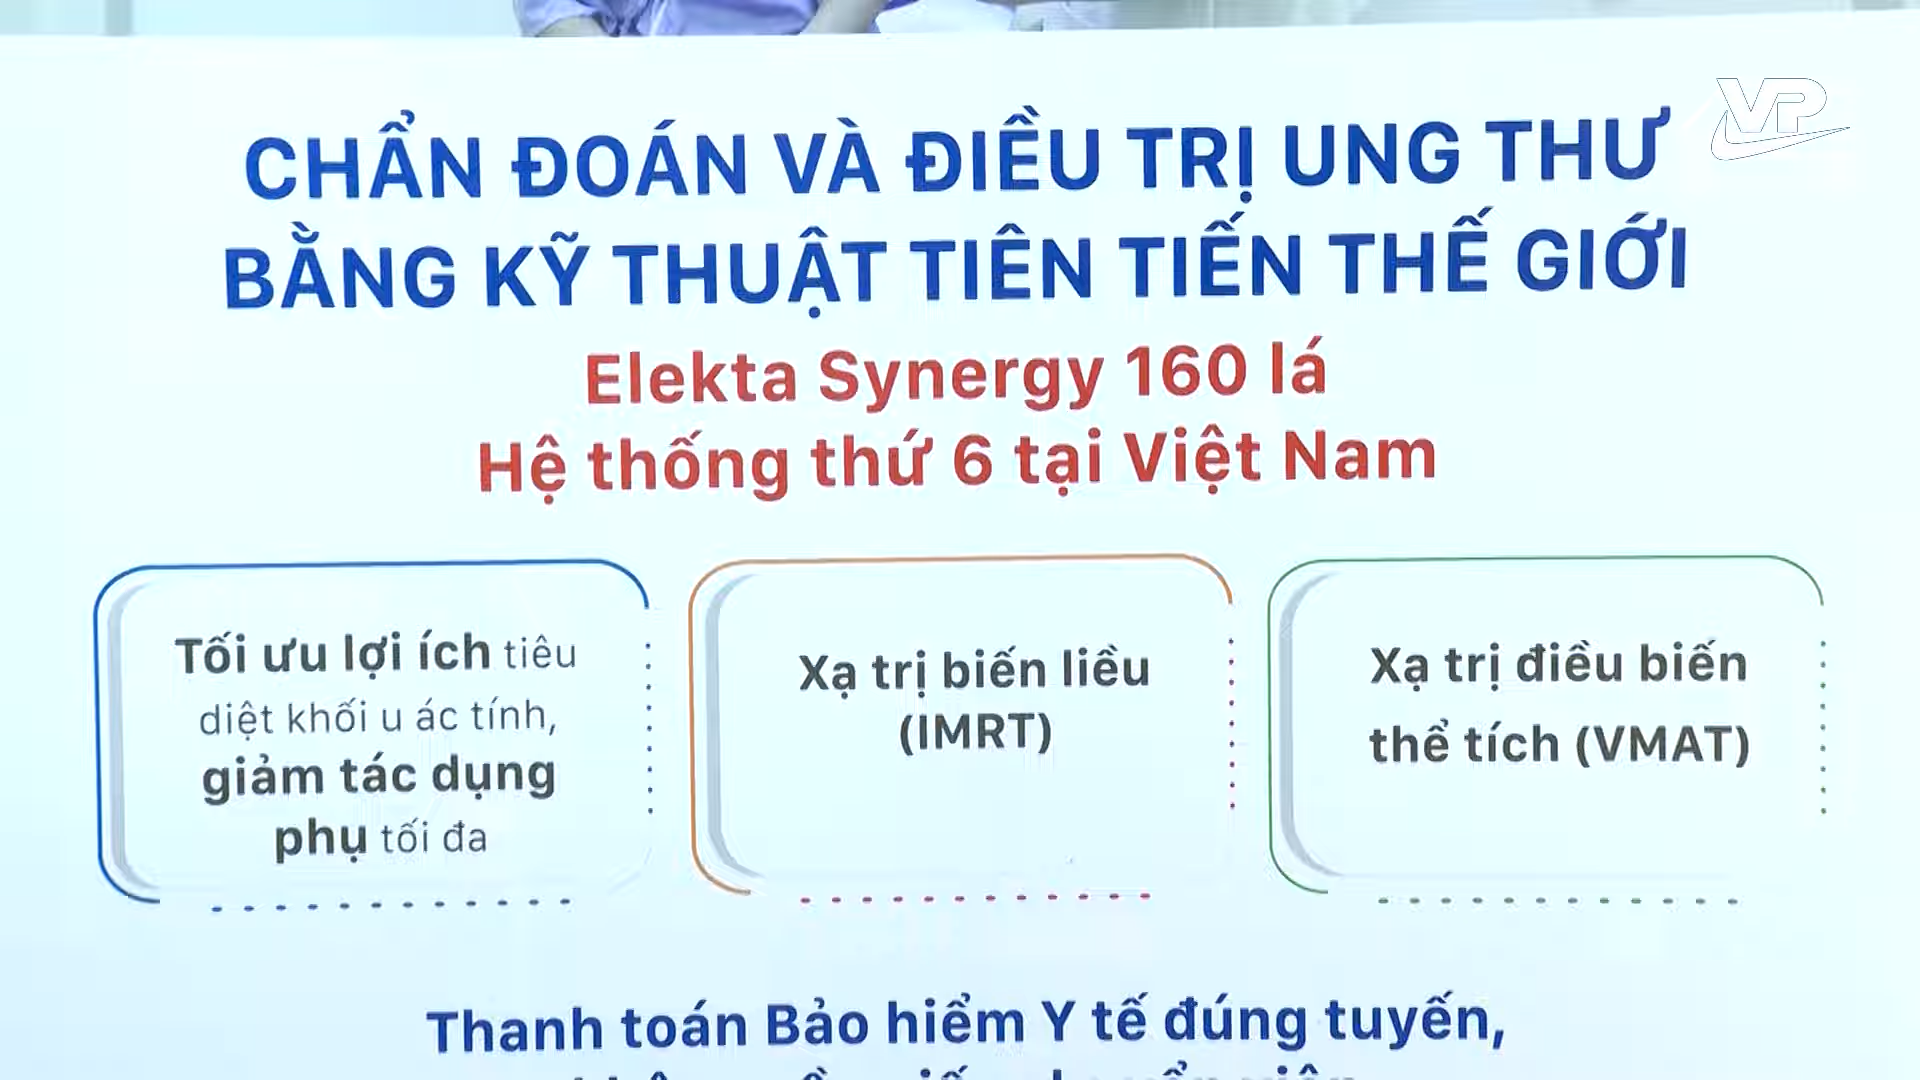 VP
CHẨN ĐOÁN VÀ ĐIỀU TRỊ UNG THƯ
BẰNG KỸ THUẬT TIÊN TIẾN THẾ GIỚI
Elekta Synergy 160 lá
Hệ thống thứ 6 tại Việt Nam
Tối ưu lợi ích tiêu
diệt khối u ác tính,
giảm tác dụng
phụ tối đa
Xạ trị biến liều
(IMRT)
Xạ trị điều biến
thể tích (VMAT)
Thanh toán Bảo hiểm Y tế đúng tuyến,